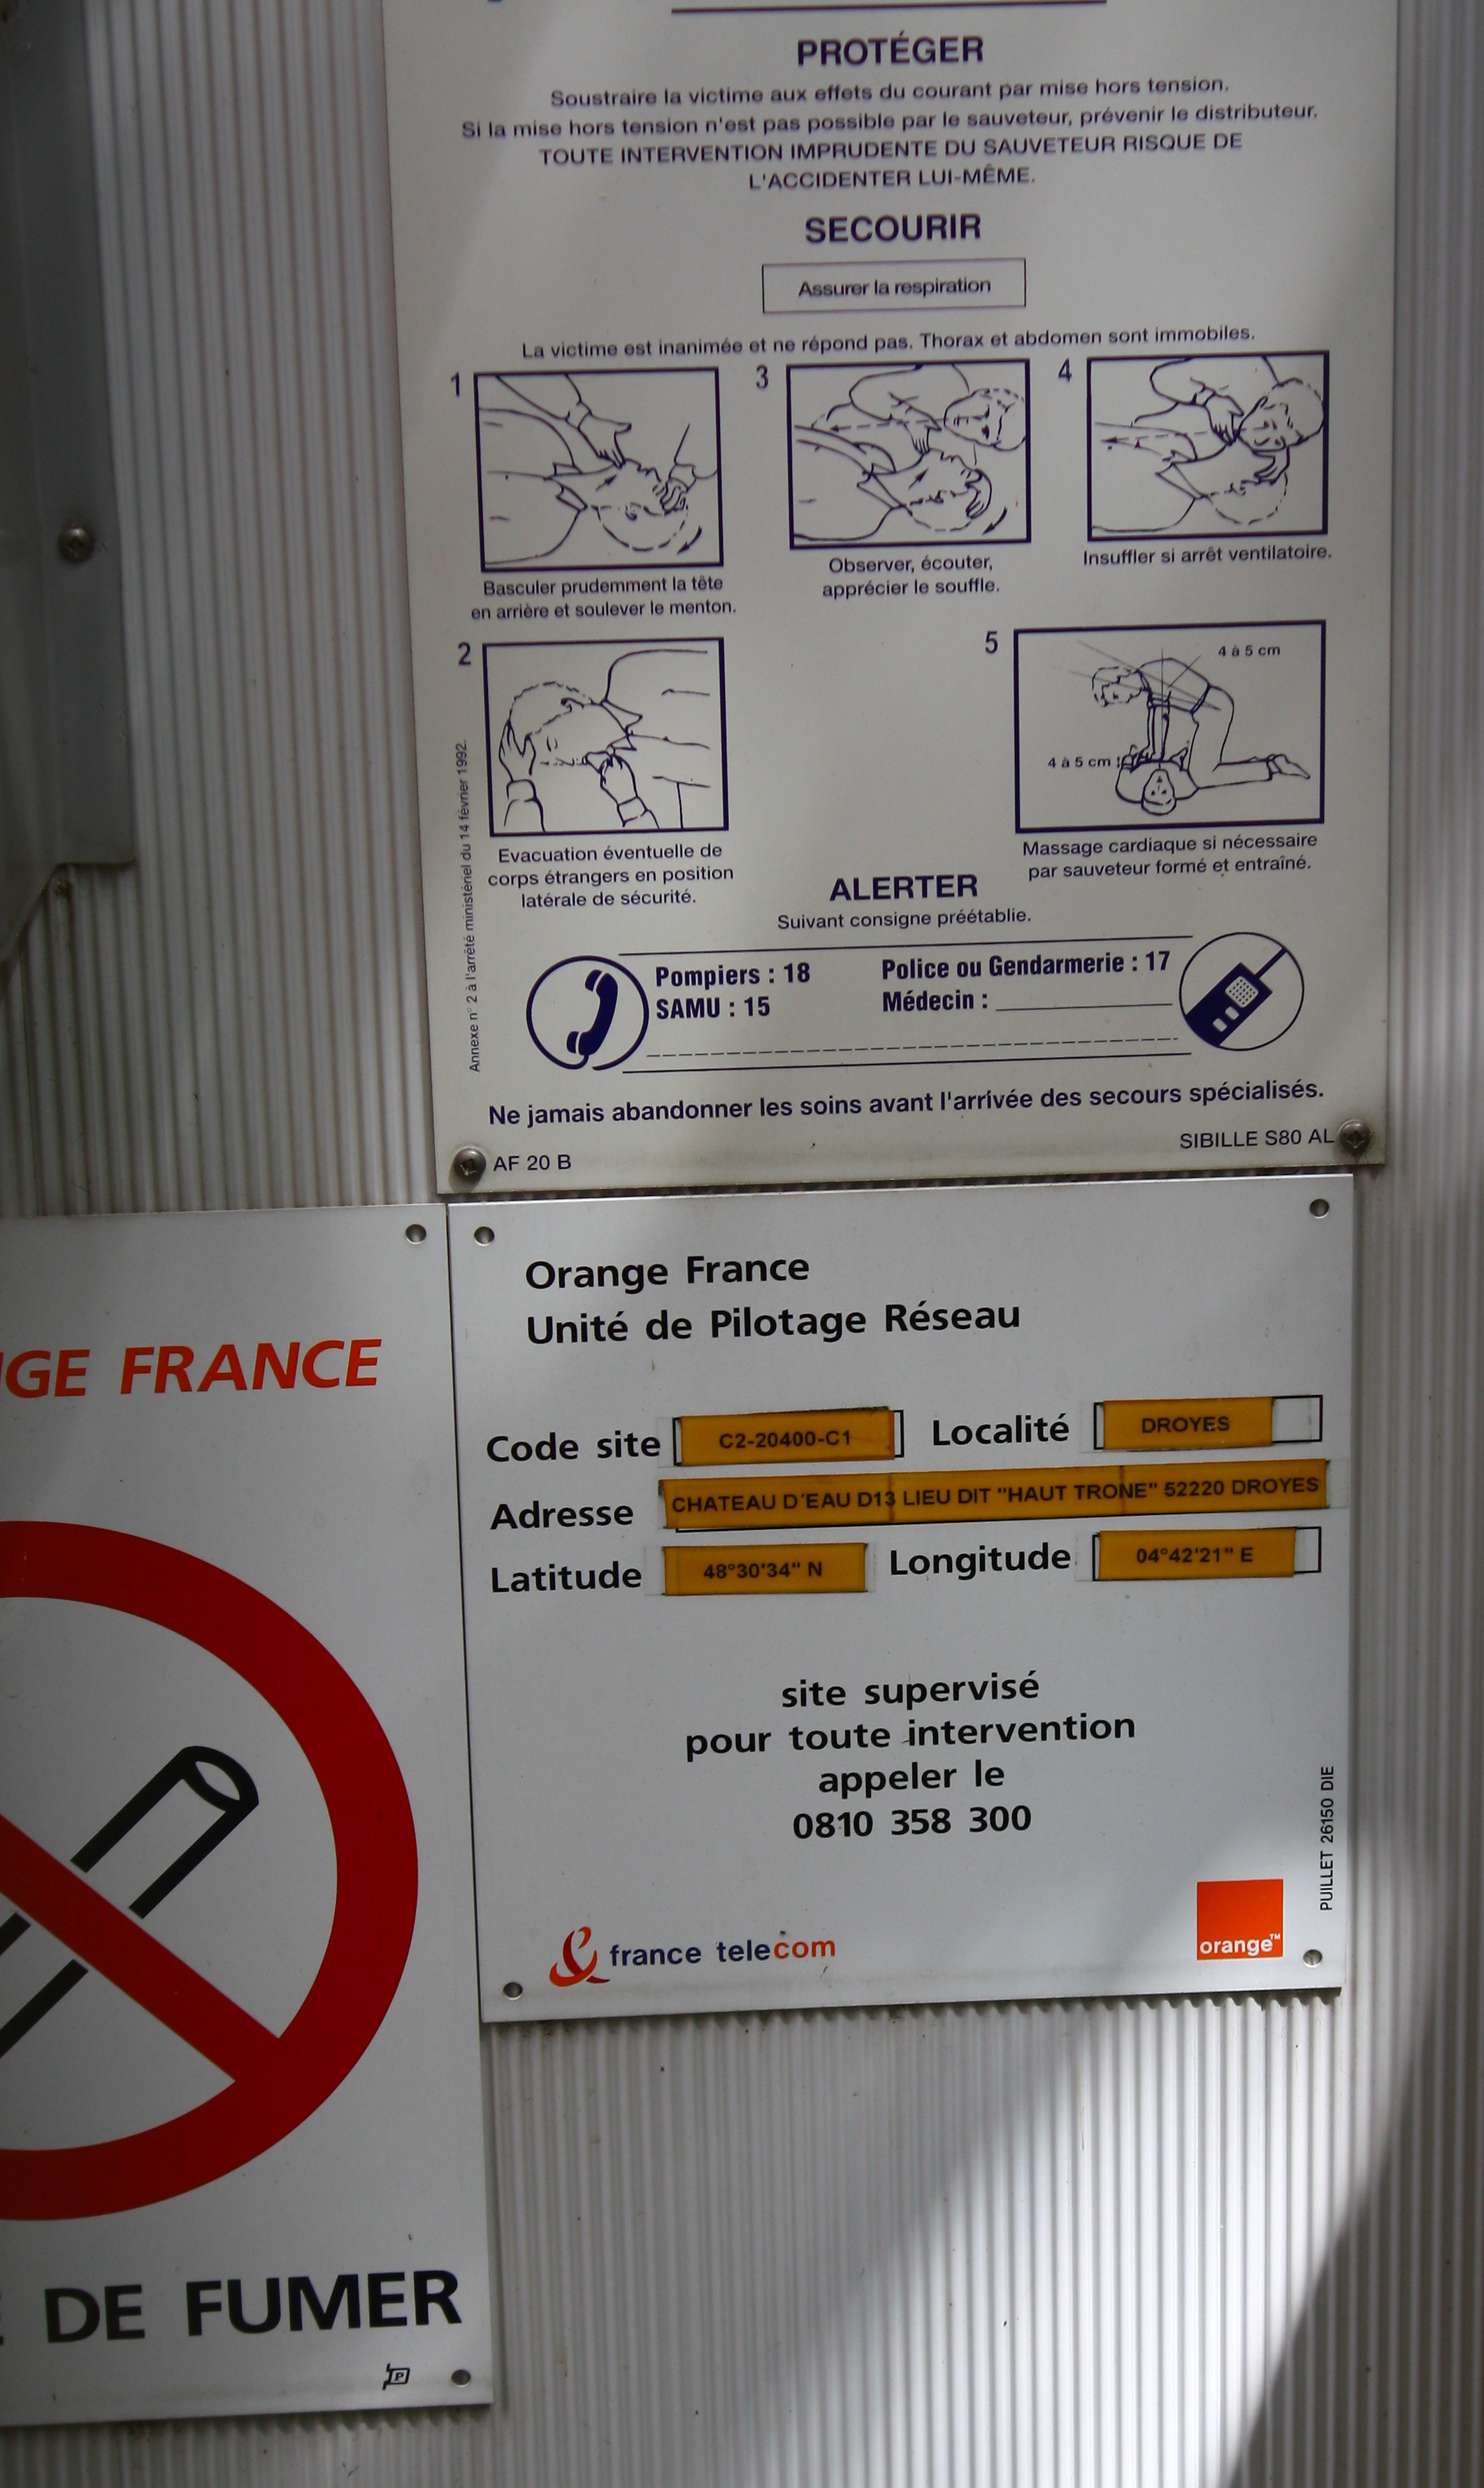 PROTÉGER
Soustraire la victime aux effets du courant par mise hors tension.
Si la mise hors tension n'est pas possible par le sauveteur, prévenir le distributeur.
TOUTE INTERVENTION IMPRUDENTE DU SAUVETEUR RISQUE DE
L'ACCIDENTER LUI-MÊME.
SECOURIR
Assurer la respiration
La victime est inanimée et ne répond pas. Thorax et abdomen sont immobiles.
1
Basculer prudemment la tête
en arrière et soulever le menton.
2
Evacuation éventuelle de
corps étrangers en position
latérale de sécurité.
3
Observer, écouter,
apprécier le souffle.
4
Insuffler si arrêt ventilatoire.
5
4 à 5 cm
4 à 5 cm
Massage cardiaque si nécessaire
par sauveteur formé et entraîné.
ALERTER
Suivant consigne préétablie.
Pompiers : 18
Police ou Gendarmerie : 17
SAMU : 15
Médecin :
Ne jamais abandonner les soins avant l'arrivée des secours spécialisés.
AF 20 B
SIBILLE S80 AL
Annexe n° 2 à l'arrêté ministériel du 14 février 1992.
GE FRANCE
DE FUMER
Orange France
Unité de Pilotage Réseau
Code site C2-20400-C1 Localité DROYES
Adresse CHATEAU D'EAU D13 LIEU DIT "HAUT TRONE" 52220 DROYES
Latitude 48°30'34" N Longitude 04°42'21" E
site supervisé
pour toute intervention
appeler le
0810 358 300
france telecom
orange™
PUILLET 26150 DIE